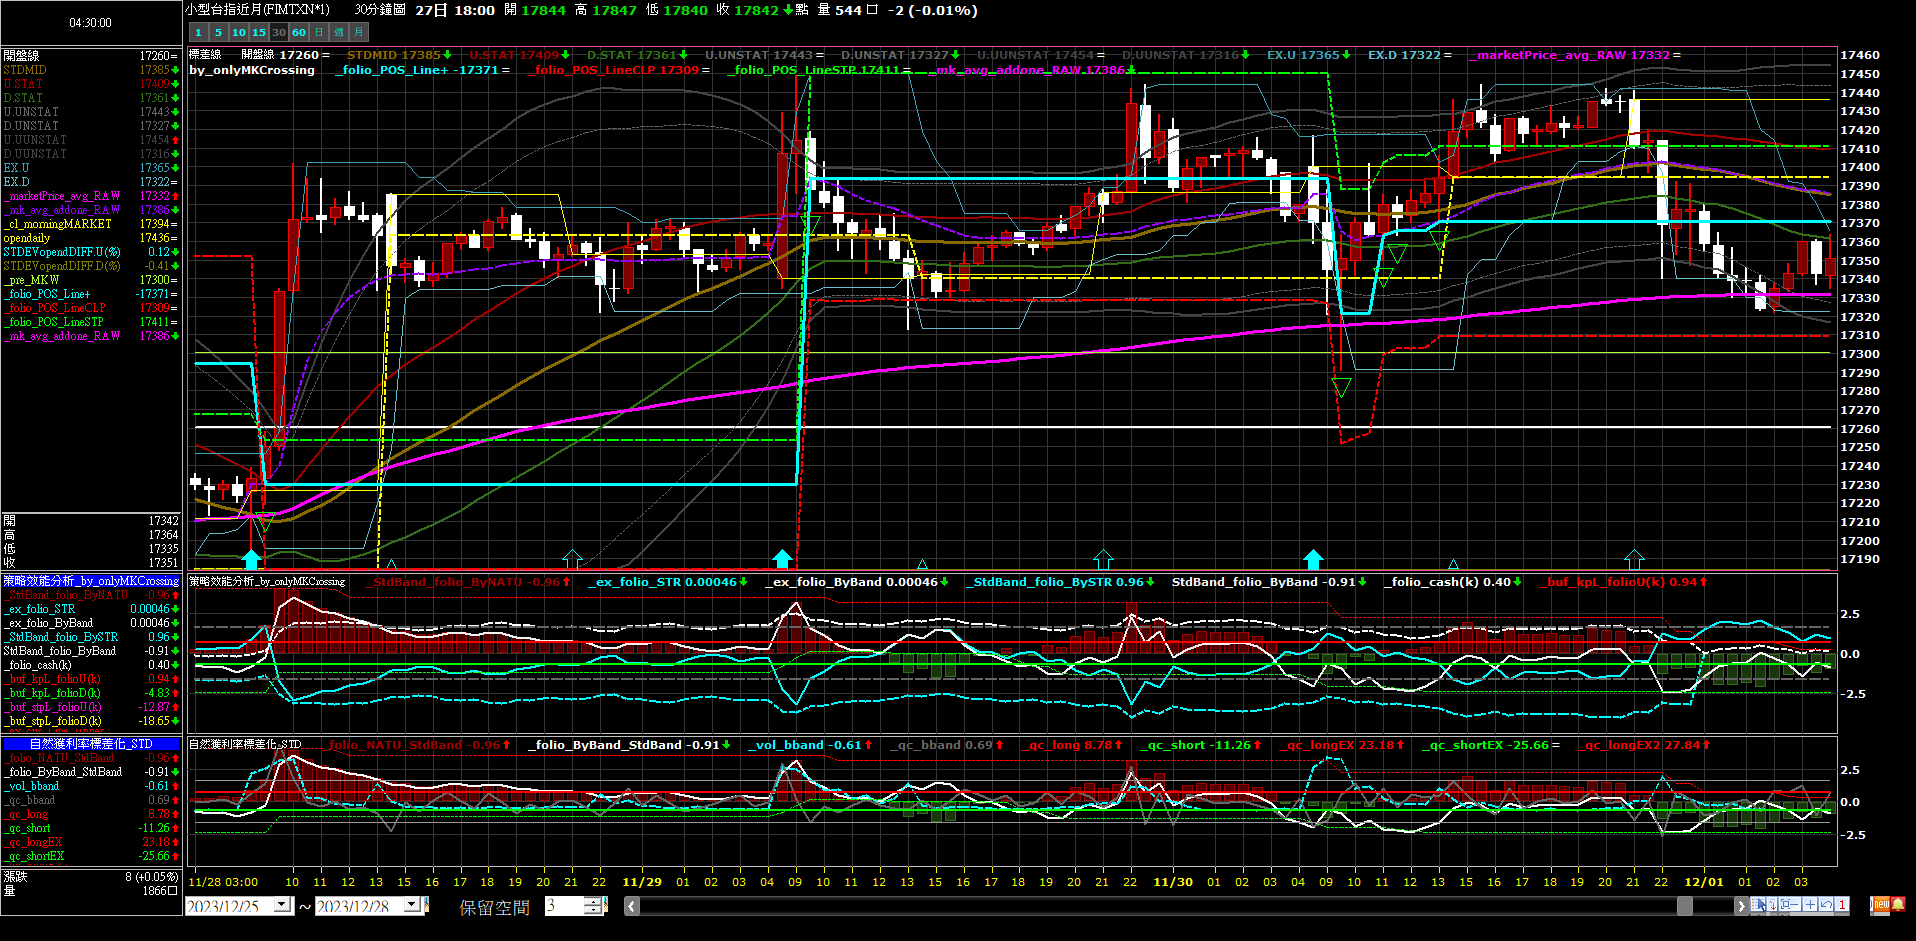 04:30:00
小型台指近月(FIMTXN*1) 30分鐘圖 27日 18:00 開 17844 高 17847 低 17840 收 17842 點 量 544口 -2 (-0.01%)
1 5 10 15 30 60 日 週 月
標差線 開盤線 17260= STDMID 17385 U.STAT 17409 D.STAT 17361 U.UNSTAT 17443= D.UNSTAT 17327 U.UUNSTAT 17454= D.UUNSTAT 17316 EX.U 17365 EX.D 17322= _marketPrice_avg_RAW 17332=
by_onlyMKCrossing _folio_POS_Line+ -17371= _folio_POS_LineCLP 17309= _folio_POS_LineSTP 17411= _mk_avg_addone_RAW 17386
開盤線 17260=
STDMID 17385
U.STAT 17409
D.STAT 17361
U.UNSTAT 17443
D.UNSTAT 17327
U.UUNSTAT 17454
D.UUNSTAT 17316
EX.U 17365
EX.D 17322=
_marketPrice_avg_RAW 17332
_mk_avg_addone_RAW 17386
_cl_morningMARKET 17394=
opendaily 17436=
STDEVopendDIFF.U(%) 0.12
STDEVopendDIFF.D(%) -0.41
_pre_MKW 17300=
_folio_POS_Line+ -17371=
_folio_POS_LineCLP 17309=
_folio_POS_LineSTP 17411=
_mk_avg_addone_RAW 17386
開 17342
高 17364
低 17335
收 17351
17460
17450
17440
17430
17420
17410
17400
17390
17380
17370
17360
17350
17340
17330
17320
17310
17300
17290
17280
17270
17260
17250
17240
17230
17220
17210
17200
17190
策略效能分析_by_onlyMKCrossing
_StdBand_folio_ByNATU -0.96
_ex_folio_STR 0.00046
_ex_folio_ByBand 0.00046
_StdBand_folio_BySTR 0.96
StdBand_folio_ByBand -0.91
_folio_cash(k) 0.40
_buf_kpL_folioU(k) 0.94
_buf_kpL_folioD(k) -4.83
_buf_stpL_folioU(k) -12.87
_buf_stpL_folioD(k) -18.65
策略效能分析_by_onlyMKCrossing _StdBand_folio_ByNATU -0.96 _ex_folio_STR 0.00046 _ex_folio_ByBand 0.00046 _StdBand_folio_BySTR 0.96 StdBand_folio_ByBand -0.91 _folio_cash(k) 0.40 _buf_kpL_folioU(k) 0.94
2.5
0.0
-2.5
自然獲利率標差化_STD
_folio_NATU_StdBand -0.96
_folio_ByBand_StdBand -0.91
_vol_bband -0.61
_qc_bband 0.69
_qc_long 8.78
_qc_short -11.26
_qc_longEX 23.18
_qc_shortEX -25.66
自然獲利率標差化_STD _folio_NATU_StdBand -0.96 _folio_ByBand_StdBand -0.91 _vol_bband -0.61 _qc_bband 0.69 _qc_long 8.78 _qc_short -11.26 _qc_longEX 23.18 _qc_shortEX -25.66= _qc_longEX2 27.84
2.5
0.0
-2.5
漲跌 8 (+0.05%)
量 1866口
11/28 03:00 10 11 12 13 14 15 16 17 18 19 20 21 22 11/29 01 02 03 04 09 10 11 12 13 15 16 17 18 19 20 21 22 11/30 01 02 03 04 09 10 11 12 13 15 16 17 18 19 20 21 22 12/01 01 02 03
2023/12/25 ~ 2023/12/28 保留空間 3
1 new